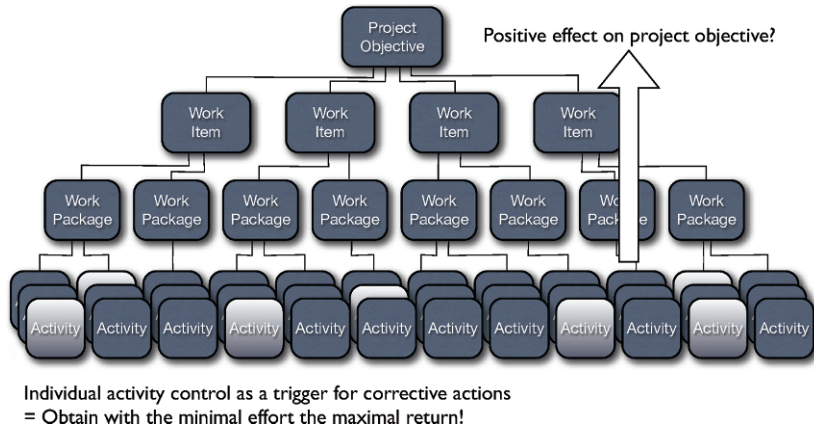 Project
Objective
Positive effect on project objective?
Work
Item
Work
Item
Work
Item
Work
Item
Work
Package
Work
Package
Work
Package
Work
Package
Work
Package
Work
Package
Work
Work
Package
Activity
Activity
Activity
Activity
Activity
Activity
Activity
Activity
Activity
Activity
Activity
Activity
Individual activity control as a trigger for corrective actions
= Obtain with the minimal effort the maximal return!